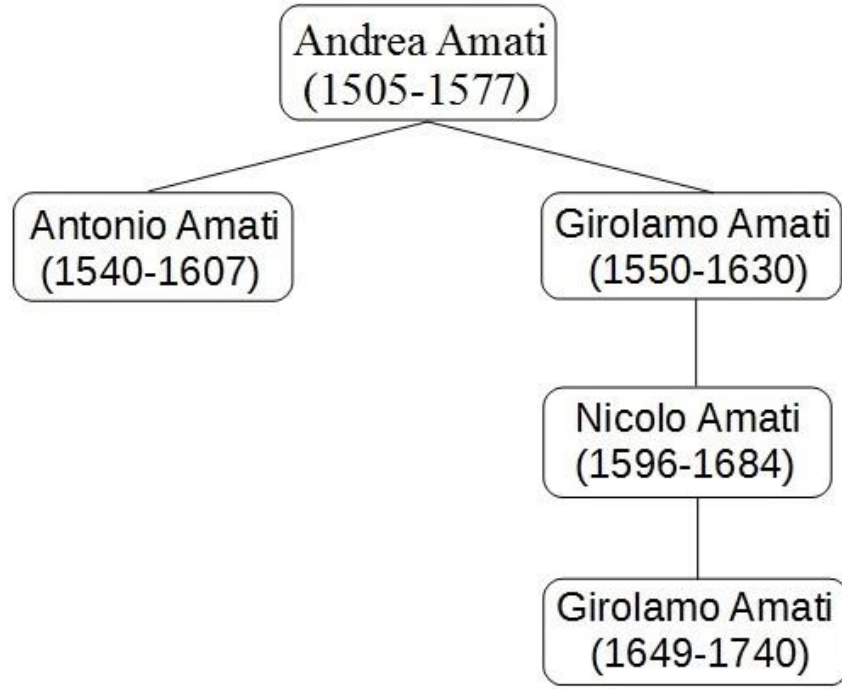 Andrea Amati
(1505-1577)
Antonio Amati
(1540-1607)
Girolamo Amati
(1550-1630)
Nicolo Amati
(1596-1684)
Girolamo Amati
(1649-1740)